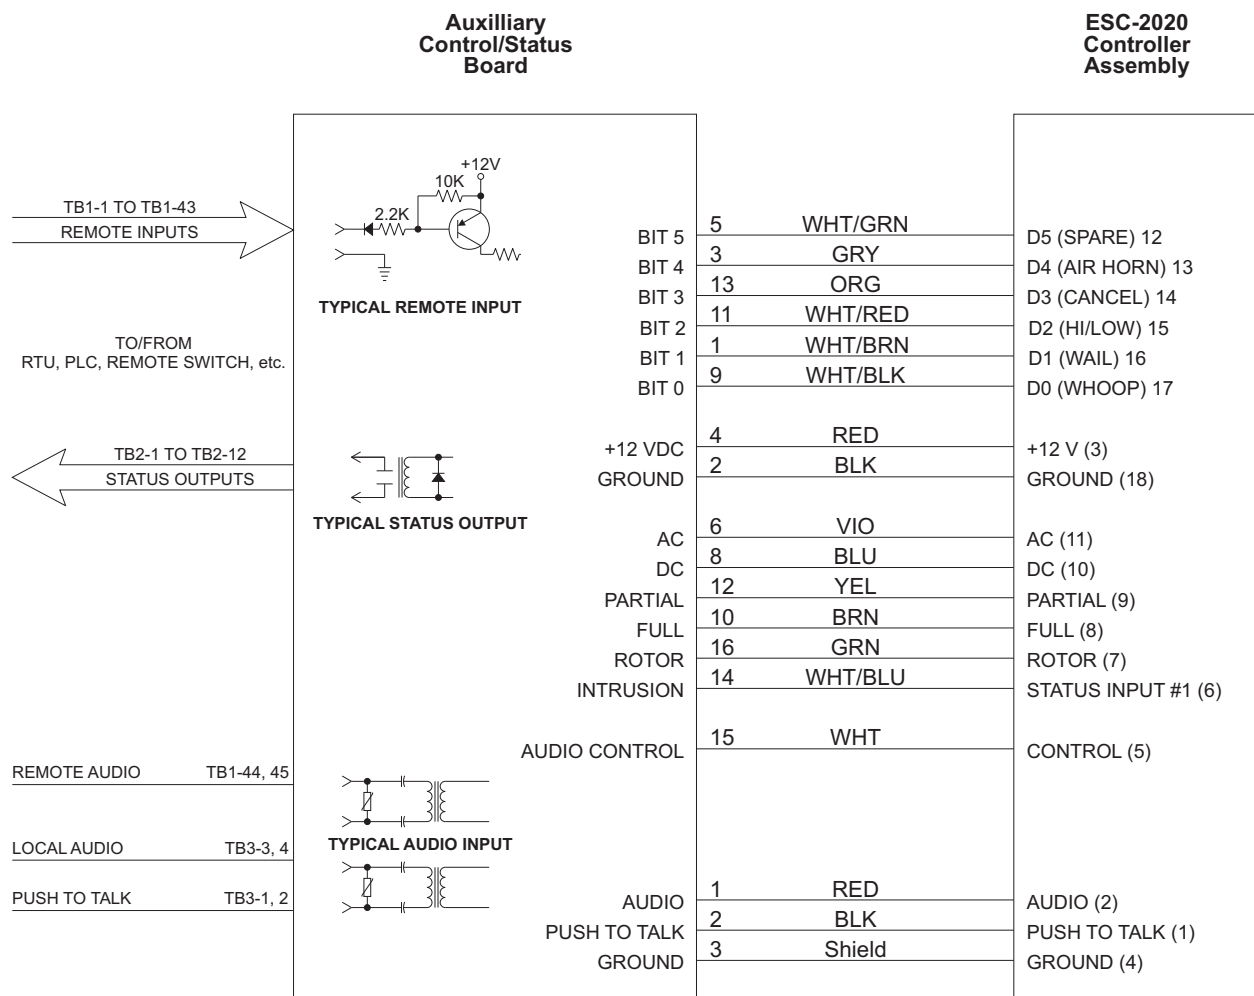 Auxilliary
Control/Status
Board
ESC-2020
Controller
Assembly
+12V
10K
2.2K
TB1-1 TO TB1-43
REMOTE INPUTS
TYPICAL REMOTE INPUT
TO/FROM
RTU, PLC, REMOTE SWITCH, etc.
TB2-1 TO TB2-12
STATUS OUTPUTS
TYPICAL STATUS OUTPUT
BIT 5 5 WHT/GRN D5 (SPARE) 12
BIT 4 3 GRY D4 (AIR HORN) 13
BIT 3 13 ORG D3 (CANCEL) 14
BIT 2 11 WHT/RED D2 (HI/LOW) 15
BIT 1 1 WHT/BRN D1 (WAIL) 16
BIT 0 9 WHT/BLK D0 (WHOOP) 17
+12 VDC 4 RED +12 V (3)
GROUND 2 BLK GROUND (18)
AC 6 VIO AC (11)
DC 8 BLU DC (10)
PARTIAL 12 YEL PARTIAL (9)
FULL 10 BRN FULL (8)
ROTOR 16 GRN ROTOR (7)
INTRUSION 14 WHT/BLU STATUS INPUT #1 (6)
AUDIO CONTROL 15 WHT CONTROL (5)
REMOTE AUDIO TB1-44, 45
TYPICAL AUDIO INPUT
LOCAL AUDIO TB3-3, 4
PUSH TO TALK TB3-1, 2
AUDIO 1 RED AUDIO (2)
PUSH TO TALK 2 BLK PUSH TO TALK (1)
GROUND 3 Shield GROUND (4)